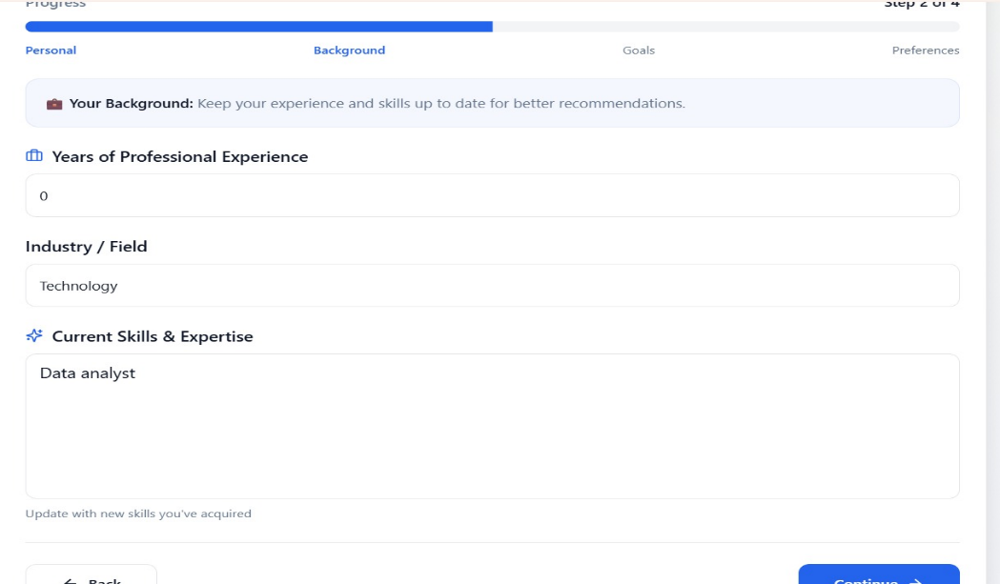 Progress
Step 2 of 4
Personal
Background
Goals
Preferences
Your Background: Keep your experience and skills up to date for better recommendations.
Years of Professional Experience
0
Industry / Field
Technology
Current Skills & Expertise
Data analyst
Update with new skills you've acquired
← Back
Continue →